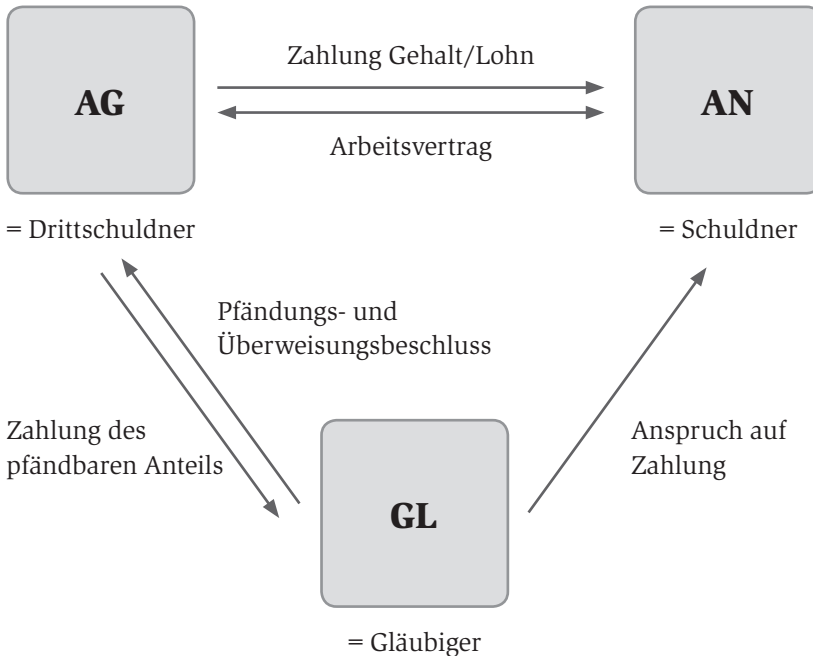 AG
Zahlung Gehalt/Lohn
AN
Arbeitsvertrag
= Drittschuldner
= Schuldner
Pfändungs- und
Überweisungsbeschluss
Zahlung des
pfändbaren Anteils
Anspruch auf
Zahlung
GL
= Gläubiger